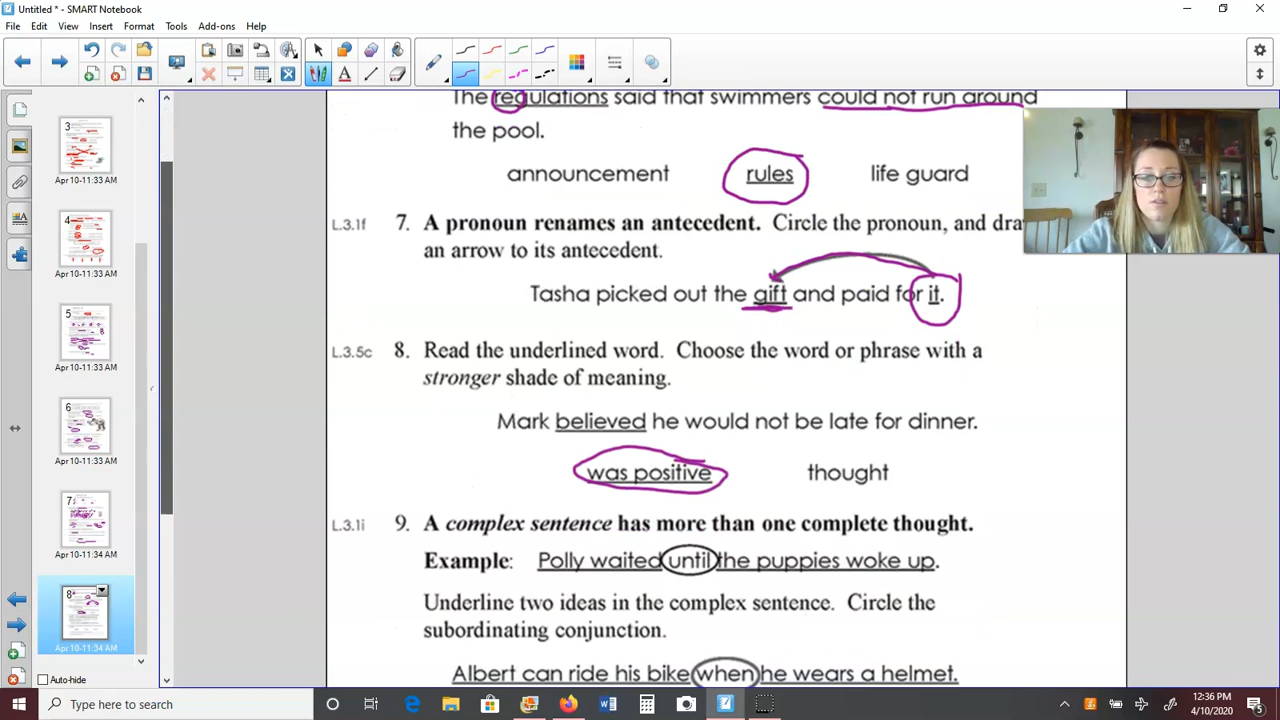 Untitled * - SMART Notebook
File Edit View Insert Format Tools Add-ons Help
The regulations said that swimmers could not run around
the pool.
announcement rules life guard
L.3.1f 7. A pronoun renames an antecedent. Circle the pronoun, and dra
an arrow to its antecedent.
Tasha picked out the gift and paid for it.
L.3.5c 8. Read the underlined word. Choose the word or phrase with a
stronger shade of meaning.
Mark believed he would not be late for dinner.
was positive thought
L.3.1i 9. A complex sentence has more than one complete thought.
Example: Polly waited until the puppies woke up.
Underline two ideas in the complex sentence. Circle the
subordinating conjunction.
Albert can ride his bike when he wears a helmet.
3
Apr 10-11:33 AM
4
Apr 10-11:33 AM
5
Apr 10-11:33 AM
6
Apr 10-11:33 AM
7
Apr 10-11:34 AM
8
Apr 10-11:34 AM
Auto-hide
Type here to search
12:36 PM
4/10/2020
5